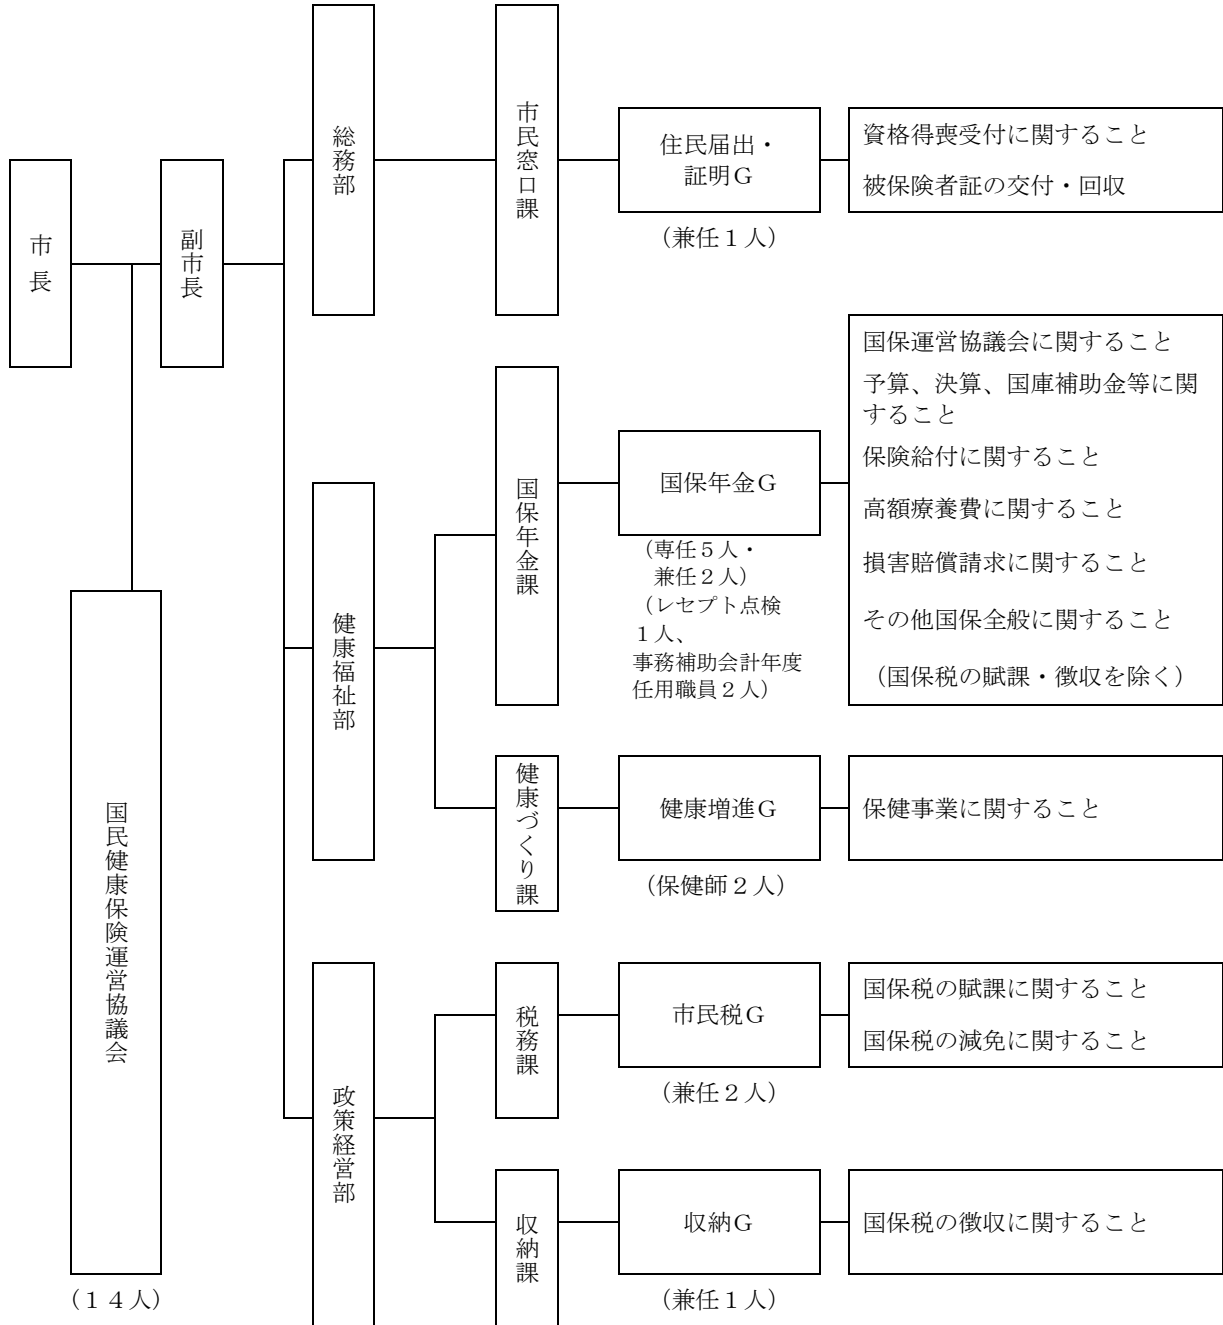 市長
国民健康保険運営協議会
（１４人）
副市長
総務部
市民窓口課
住民届出・
証明Ｇ
（兼任１人）
資格得喪受付に関すること
被保険者証の交付・回収
健康福祉部
国保年金課
国保年金Ｇ
（専任５人・
兼任２人）
（レセプト点検
１人、
事務補助会計年度
任用職員２人）
国保運営協議会に関すること
予算、決算、国庫補助金等に関
すること
保険給付に関すること
高額療養費に関すること
損害賠償請求に関すること
その他国保全般に関すること
（国保税の賦課・徴収を除く）
健康づくり課
健康増進Ｇ
（保健師２人）
保健事業に関すること
政策経営部
税務課
市民税Ｇ
（兼任２人）
国保税の賦課に関すること
国保税の減免に関すること
収納課
収納Ｇ
（兼任１人）
国保税の徴収に関すること